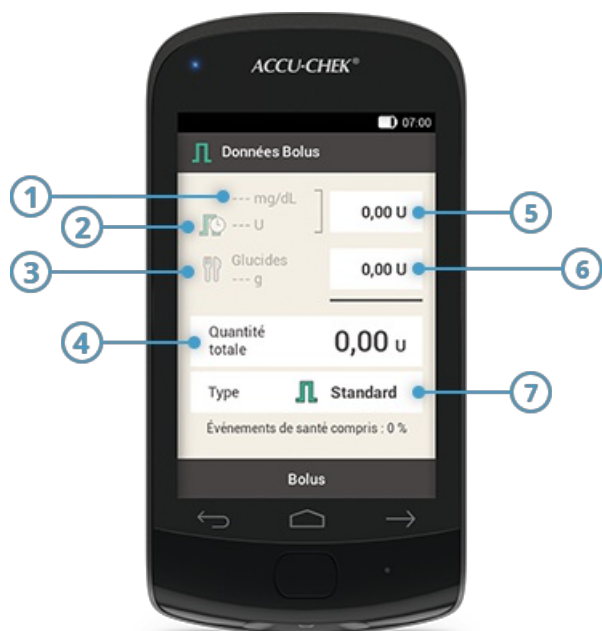 ACCU-CHEK®
07:00
Données Bolus
1
--- mg/dL
2
--- U
0,00 U
5
3
Glucides
--- g
0,00 U
6
4
Quantité
totale
0,00 U
Type
Standard
7
Événements de santé compris : 0 %
Bolus